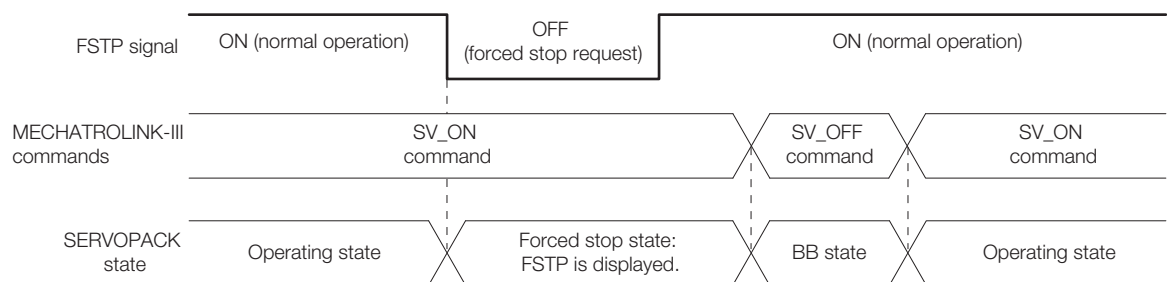 FSTP signal
ON (normal operation)
OFF
(forced stop request)
ON (normal operation)
MECHATROLINK-III
commands
SV_ON
command
SV_OFF
command
SV_ON
command
SERVOPACK
state
Operating state
Forced stop state:
FSTP is displayed.
BB state
Operating state